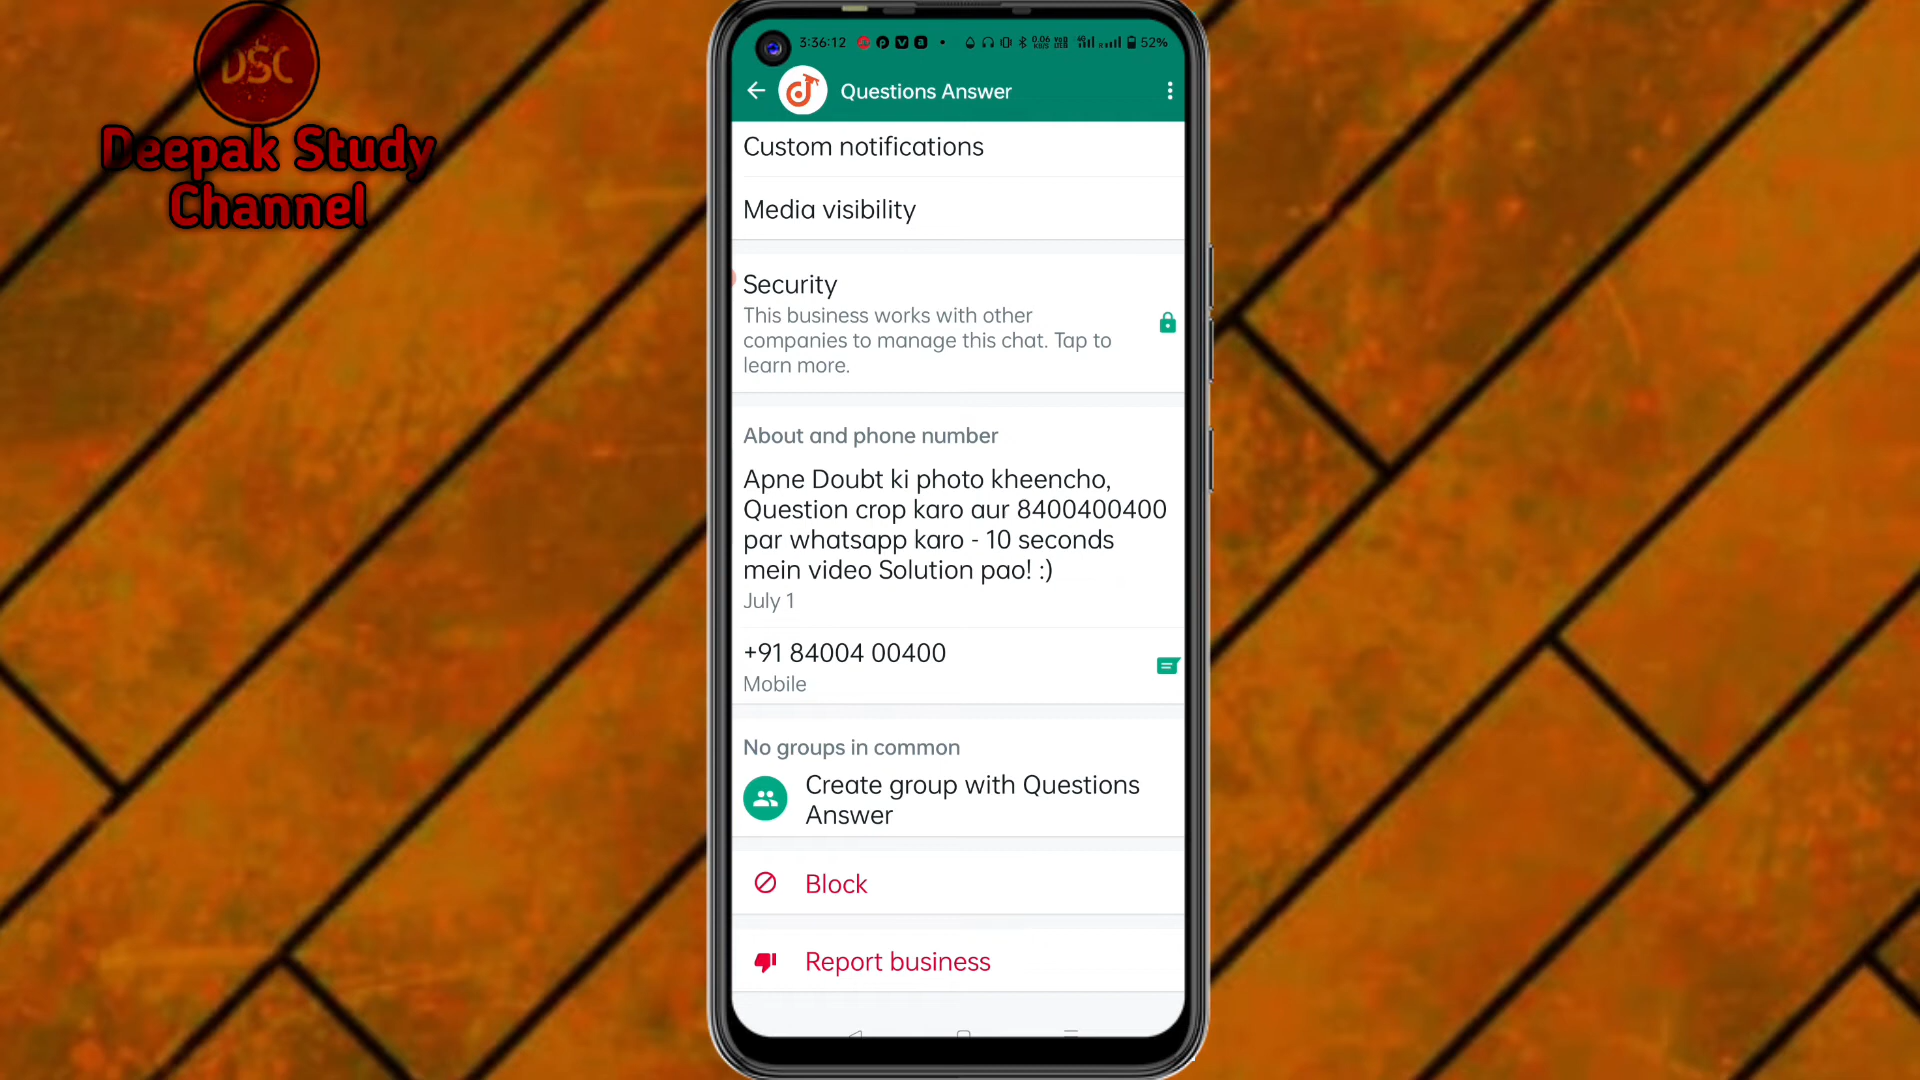 DSC
Deepak Study
Channel
3:36:12
52%
Questions Answer
Custom notifications
Media visibility
Security
This business works with other
companies to manage this chat. Tap to
learn more.
About and phone number
Apne Doubt ki photo kheencho,
Question crop karo aur 8400400400
par whatsapp karo - 10 seconds
mein video Solution pao! :)
July 1
+91 84004 00400
Mobile
No groups in common
Create group with Questions
Answer
Block
Report business